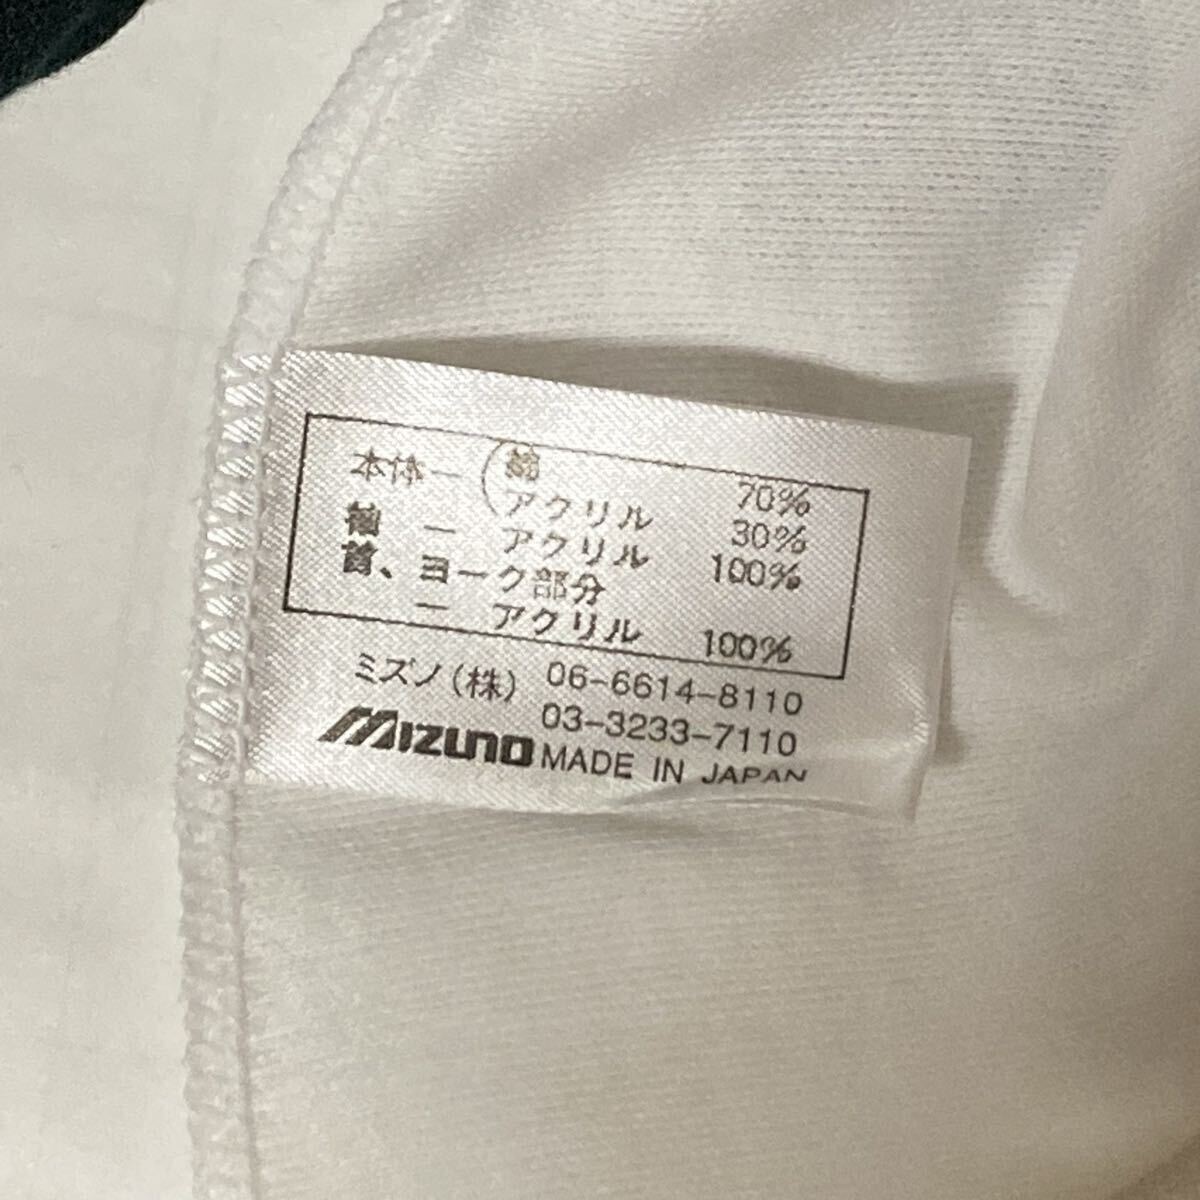 本体ー 綿 70%
アクリル 30%
袖 ー アクリル 100%
首、ヨーク部分
ー アクリル 100%
ミズノ(株) 06-6614-8110
03-3233-7110
MIZUNO MADE IN JAPAN